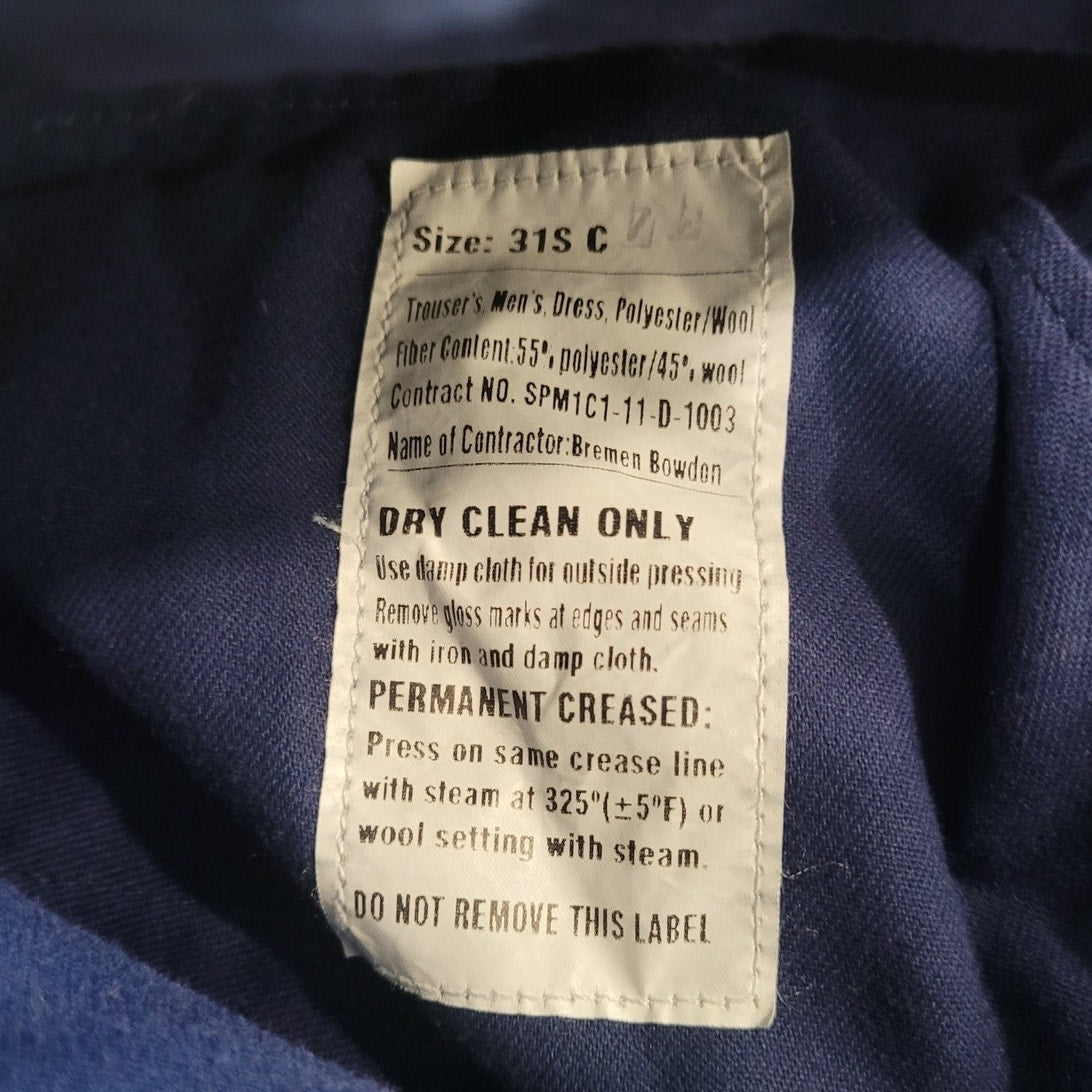 Size: 31S C
Trouser's, Men's, Dress, Polyester/Wool
Fiber Content:55% polyester/45% wool
Contract NO. SPM1C1-11-D-1003
Name of Contractor:Bremen Bowdon
DRY CLEAN ONLY
Use damp cloth for outside pressing
Remove gloss marks at edges and seams
with iron and damp cloth.
PERMANENT CREASED:
Press on same crease line
with steam at 325º(±5ºF) or
wool setting with steam.
DO NOT REMOVE THIS LABEL